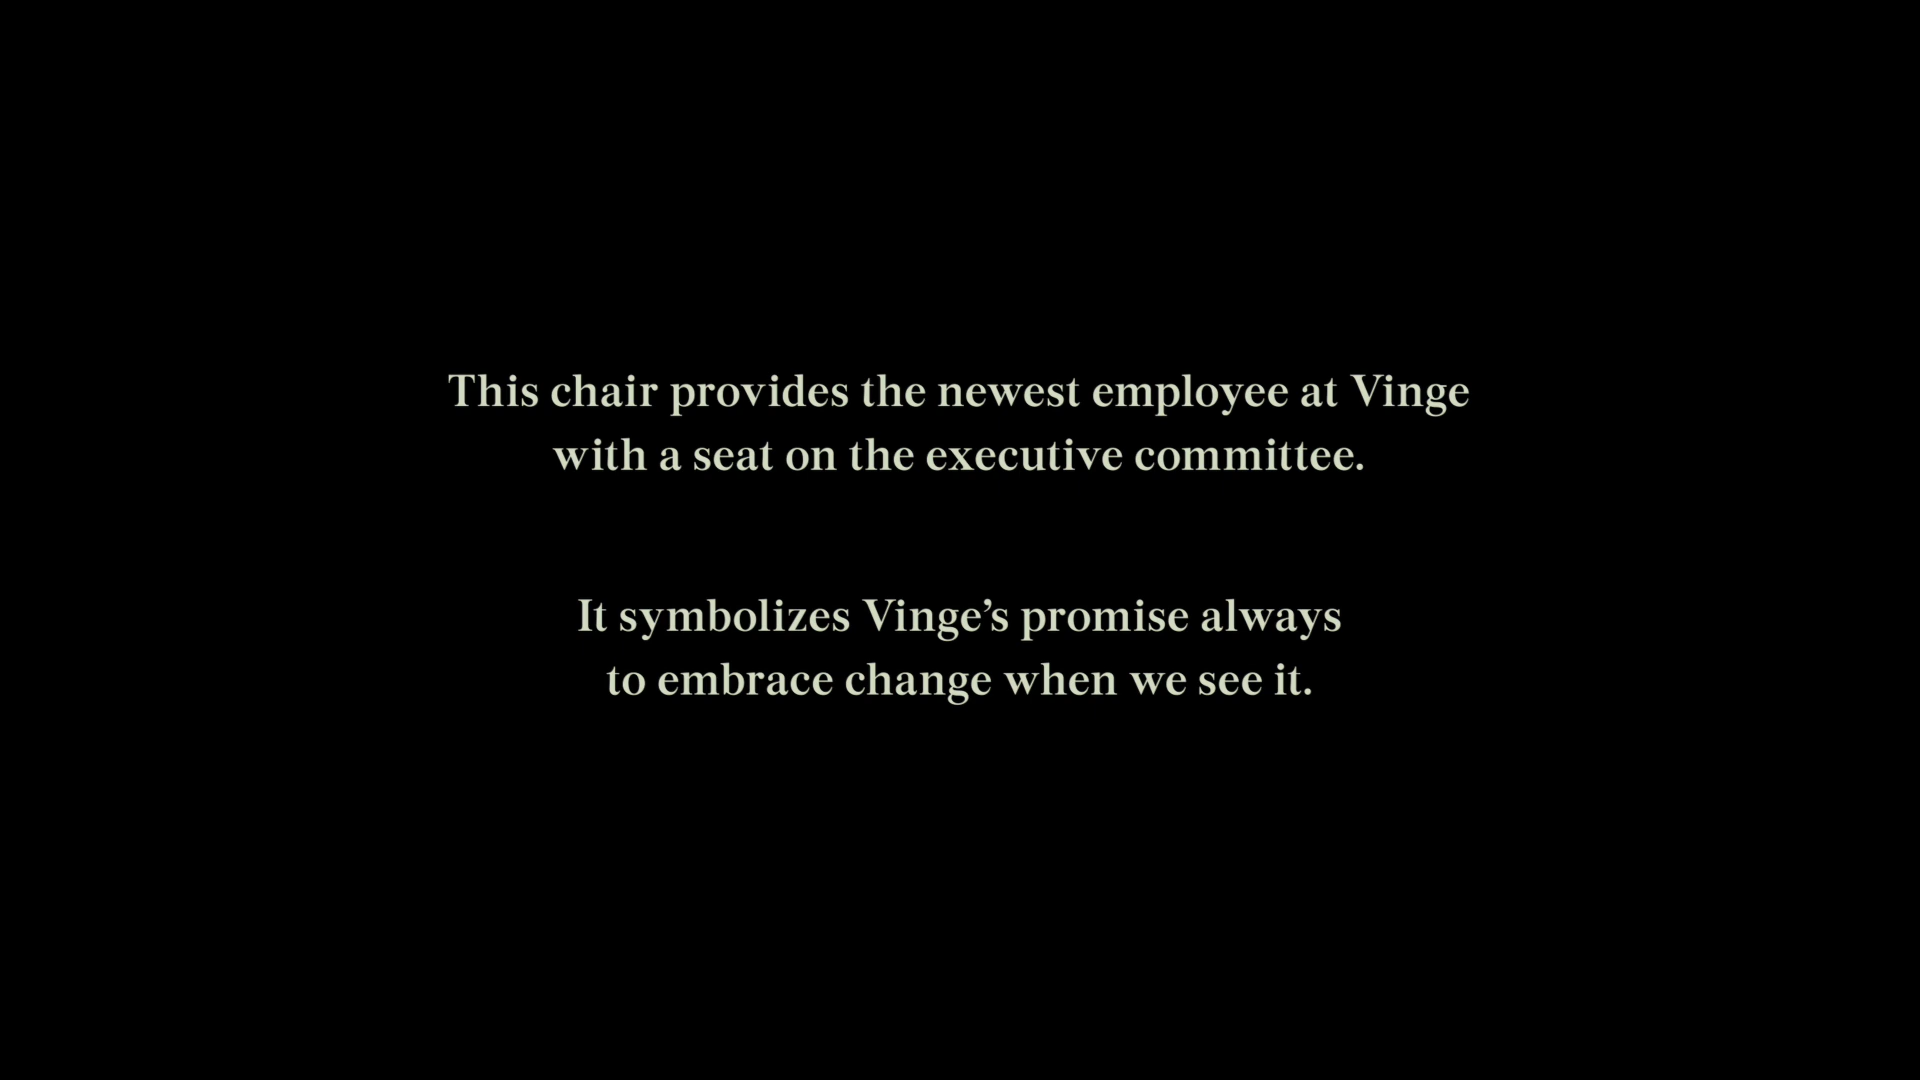 This chair provides the newest employee at Vinge
with a seat on the executive committee.
It symbolizes Vinge’s promise always
to embrace change when we see it.